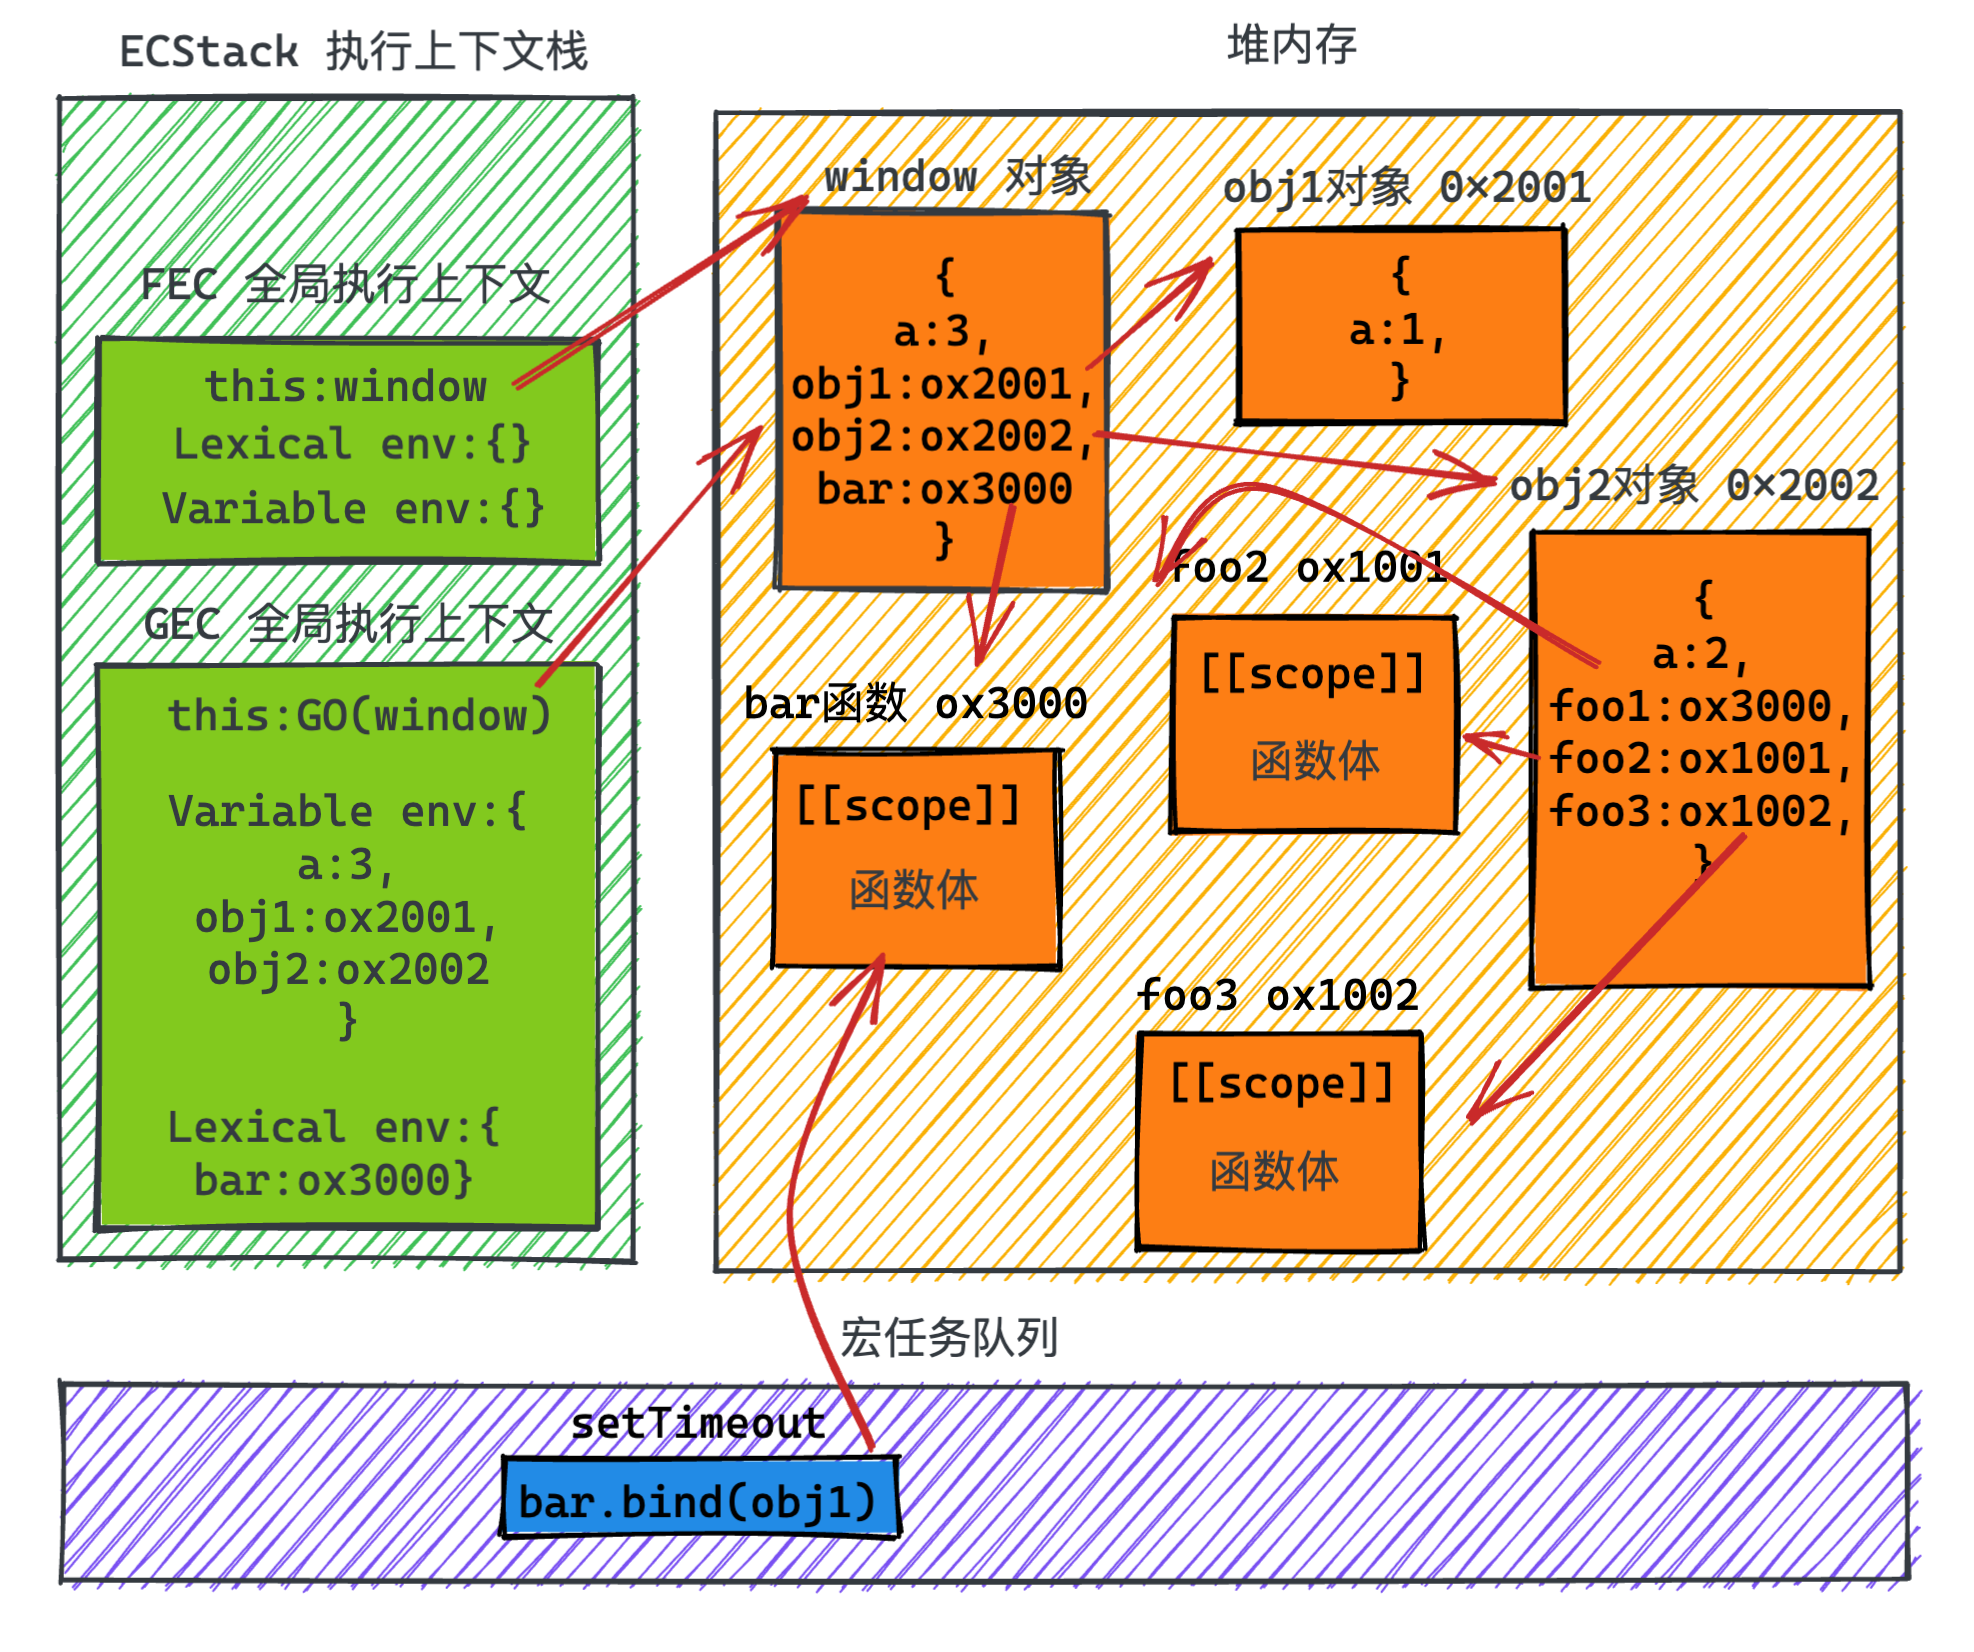 ECStack 执行上下文栈
FEC 全局执行上下文
this:window
Lexical env:{}
Variable env:{}
GEC 全局执行上下文
this:GO(window)
Variable env:{
a:3,
obj1:ox2001,
obj2:ox2002
}
Lexical env:{
bar:ox3000}
堆内存
window 对象
{
a:3,
obj1:ox2001,
obj2:ox2002,
bar:ox3000
}
obj1对象 0×2001
{
a:1,
}
obj2对象 0×2002
{
a:2,
foo1:ox3000,
foo2:ox1001,
foo3:ox1002,
}
foo2 ox1001
[[scope]]
函数体
bar函数 ox3000
[[scope]]
函数体
foo3 ox1002
[[scope]]
函数体
宏任务队列
setTimeout
bar.bind(obj1)